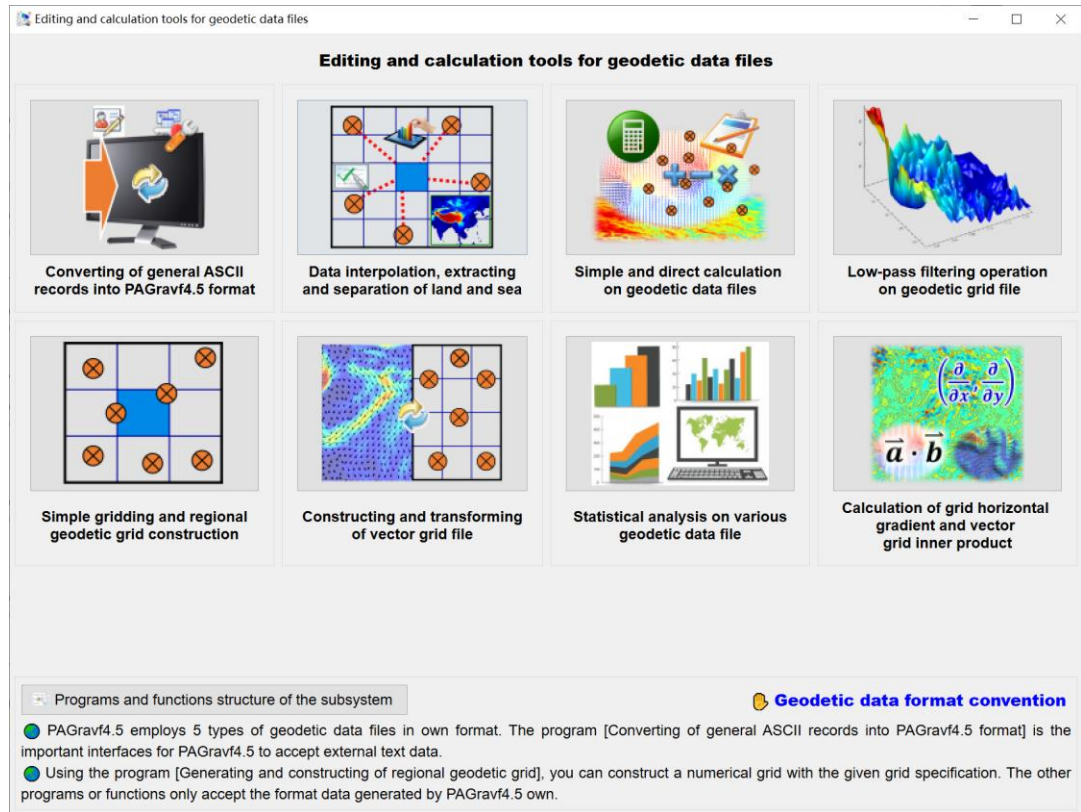 Editing and calculation tools for geodetic data files
Editing and calculation tools for geodetic data files
Converting of general ASCII
records into PAGravf4.5 format
Data interpolation, extracting
and separation of land and sea
Simple and direct calculation
on geodetic data files
Low-pass filtering operation
on geodetic grid file
(∂/∂x, ∂/∂y)
a · b
Simple gridding and regional
geodetic grid construction
Constructing and transforming
of vector grid file
Statistical analysis on various
geodetic data file
Calculation of grid horizontal
gradient and vector
grid inner product
Programs and functions structure of the subsystem
Geodetic data format convention
PAGravf4.5 employs 5 types of geodetic data files in own format. The program [Converting of general ASCII records into PAGravf4.5 format] is the
important interfaces for PAGravf4.5 to accept external text data.
Using the program [Generating and constructing of regional geodetic grid], you can construct a numerical grid with the given grid specification. The other
programs or functions only accept the format data generated by PAGravf4.5 own.